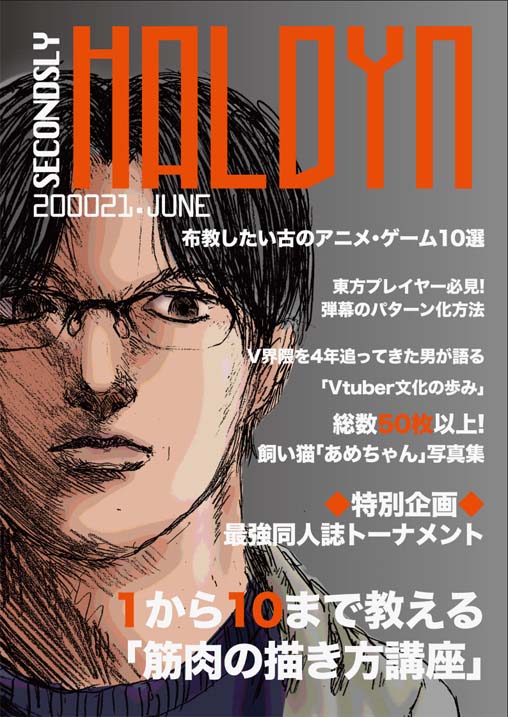 SECONDSLY
HALDYN
200021.JUNE
布教したい古のアニメ・ゲーム10選
東方プレイヤー必見!
弾幕のパターン化方法
V界隈を4年追ってきた男が語る
「Vtuber文化の歩み」
総数50枚以上!
飼い猫「あめちゃん」写真集
◆特別企画◆
最強同人誌トーナメント
1から10まで教える
「筋肉の描き方講座」